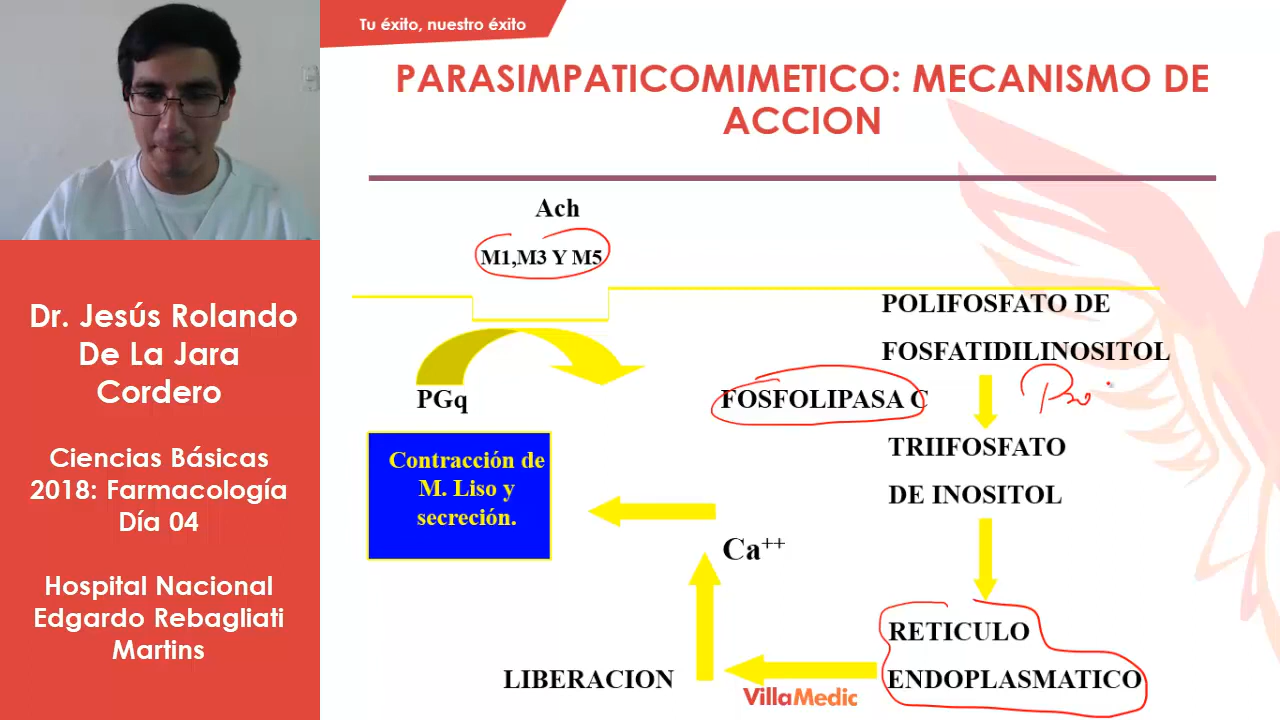 Tu éxito, nuestro éxito
PARASIMPATICOMIMETICO: MECANISMO DE
ACCION
Dr. Jesús Rolando
De La Jara
Cordero
Ciencias Básicas
2018: Farmacología
Día 04
Hospital Nacional
Edgardo Rebagliati
Martins
Ach
M1,M3 Y M5
POLIFOSFATO DE
FOSFATIDILINOSITOL
PGq
FOSFOLIPASA C
TRIIFOSFATO
DE INOSITOL
Contracción de
M. Liso y
secreción.
Ca++
RETICULO
ENDOPLASMATICO
LIBERACION
VillaMedic